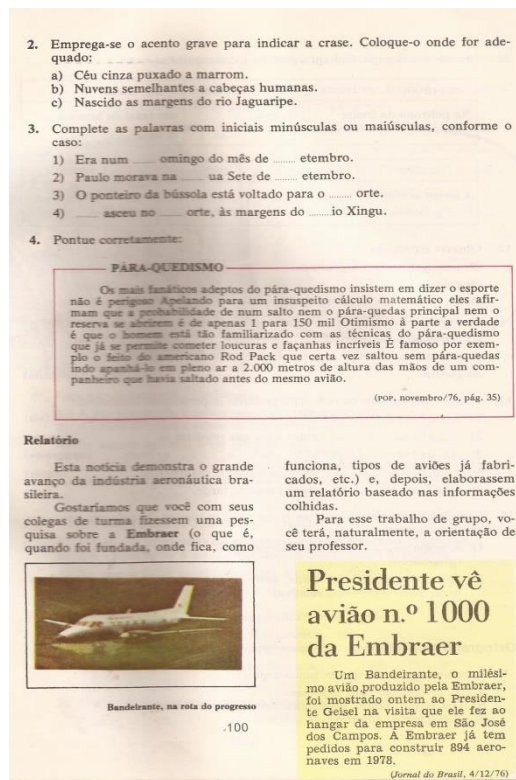 2. Emprega-se o acento grave para indicar a crase. Coloque-o onde for ade-
quado:
a) Céu cinza puxado a marrom.
b) Nuvens semelhantes a cabeças humanas.
c) Nascido as margens do rio Jaguaripe.
3. Complete as palavras com iniciais minúsculas ou maiúsculas, conforme o
caso:
1) Era num ..... omingo do mês de ........ etembro.
2) Paulo morava na ..... ua Sete de ........ etembro.
3) O ponteiro da bússola está voltado para o ........ orte.
4) ..... asceu no ..... orte, às margens do ........io Xingu.
4. Pontue corretamente:
PÁRA-QUEDISMO
Os mais fanáticos adeptos do pára-quedismo insistem em dizer o esporte
não é perigoso Apelando para um insuspeito cálculo matemático eles afir-
mam que a probabilidade de num salto nem o pára-quedas principal nem o
reserva se abrirem é de apenas 1 para 150 mil Otimismo à parte a verdade
é que o homem está tão familiarizado com as técnicas do pára-quedismo
que já se permite cometer loucuras e façanhas incríveis É famoso por exem-
plo o feito do americano Rod Pack que certa vez saltou sem pára-quedas
indo apanhá-lo em pleno ar a 2.000 metros de altura das mãos de um com-
panheiro que havia saltado antes do mesmo avião.
(POP, novembro/76, pág. 35)
Relatório
Esta notícia demonstra o grande
avanço da indústria aeronáutica bra-
sileira.
Gostaríamos que você com seus
colegas de turma fizessem uma pes-
quisa sobre a Embraer (o que é,
quando foi fundada, onde fica, como
funciona, tipos de aviões já fabri-
cados, etc.) e, depois, elaborassem
um relatório baseado nas informações
colhidas.
Para esse trabalho de grupo, vo-
cê terá, naturalmente, a orientação de
seu professor.
Bandeirante, na rota do progresso
Presidente vê
avião n.º 1000
da Embraer
Um Bandeirante, o milési-
mo avião produzido pela Embraer,
foi mostrado ontem ao Presiden-
te Geisel na visita que ele fez ao
hangar da empresa em São José
dos Campos. A Embraer já tem
pedidos para construir 894 aero-
naves em 1978.
(Jornal do Brasil, 4/12/76)
100